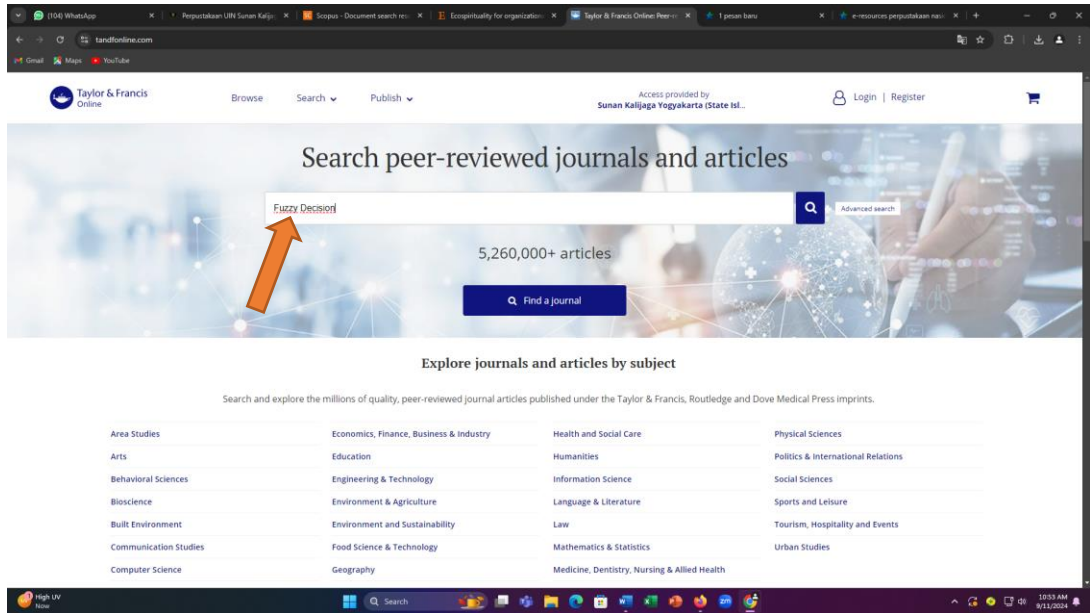 (104) WhatsApp
Perpustakaan UIN Sunan Kalijag
Scopus - Document search res
Ecospirituality for organization
Taylor & Francis Online: Peer-re
1 pesan baru
e-resources perpustakaan nasio
tandfonline.com
Gmail
Maps
YouTube
Taylor & Francis
Online
Browse
Search
Publish
Access provided by
Sunan Kalijaga Yogyakarta (State Isl...
Login | Register
Search peer-reviewed journals and articles
Fuzzy Decision
Advanced search
5,260,000+ articles
Find a journal
Explore journals and articles by subject
Search and explore the millions of quality, peer-reviewed journal articles published under the Taylor & Francis, Routledge and Dove Medical Press imprints.
Area Studies
Arts
Behavioral Sciences
Bioscience
Built Environment
Communication Studies
Computer Science
Economics, Finance, Business & Industry
Education
Engineering & Technology
Environment & Agriculture
Environment and Sustainability
Food Science & Technology
Geography
Health and Social Care
Humanities
Information Science
Language & Literature
Law
Mathematics & Statistics
Medicine, Dentistry, Nursing & Allied Health
Physical Sciences
Politics & International Relations
Social Sciences
Sports and Leisure
Tourism, Hospitality and Events
Urban Studies
High UV
Now
Search
10:53 AM
9/11/2024